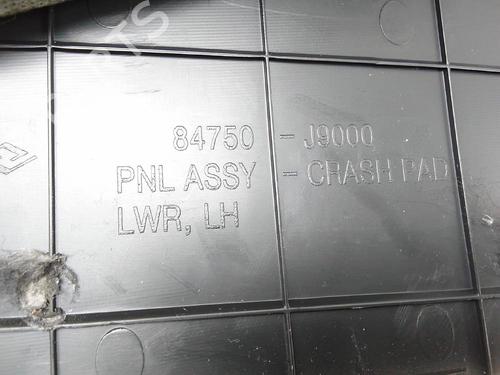 84750 - J9000
PNL ASSY - CRASH PAD
LWR, LH